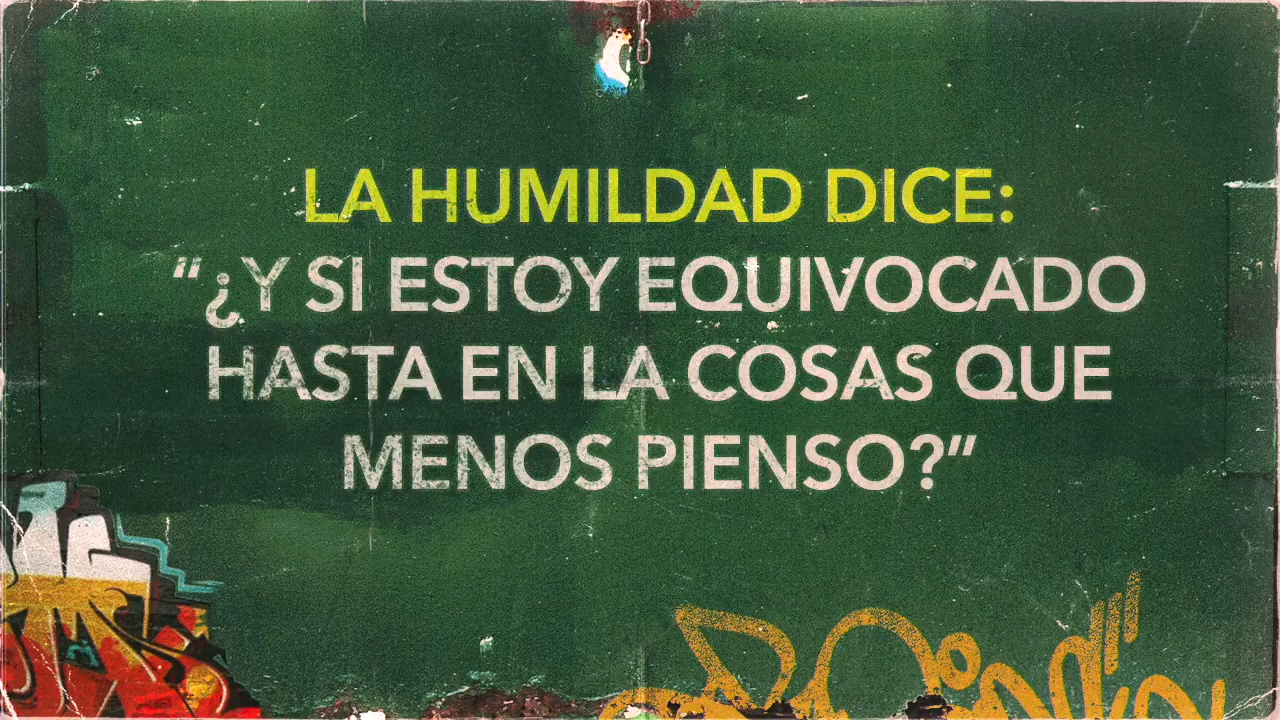 LA HUMILDAD DICE:
“¿Y SI ESTOY EQUIVOCADO
HASTA EN LA COSAS QUE
MENOS PIENSO?”